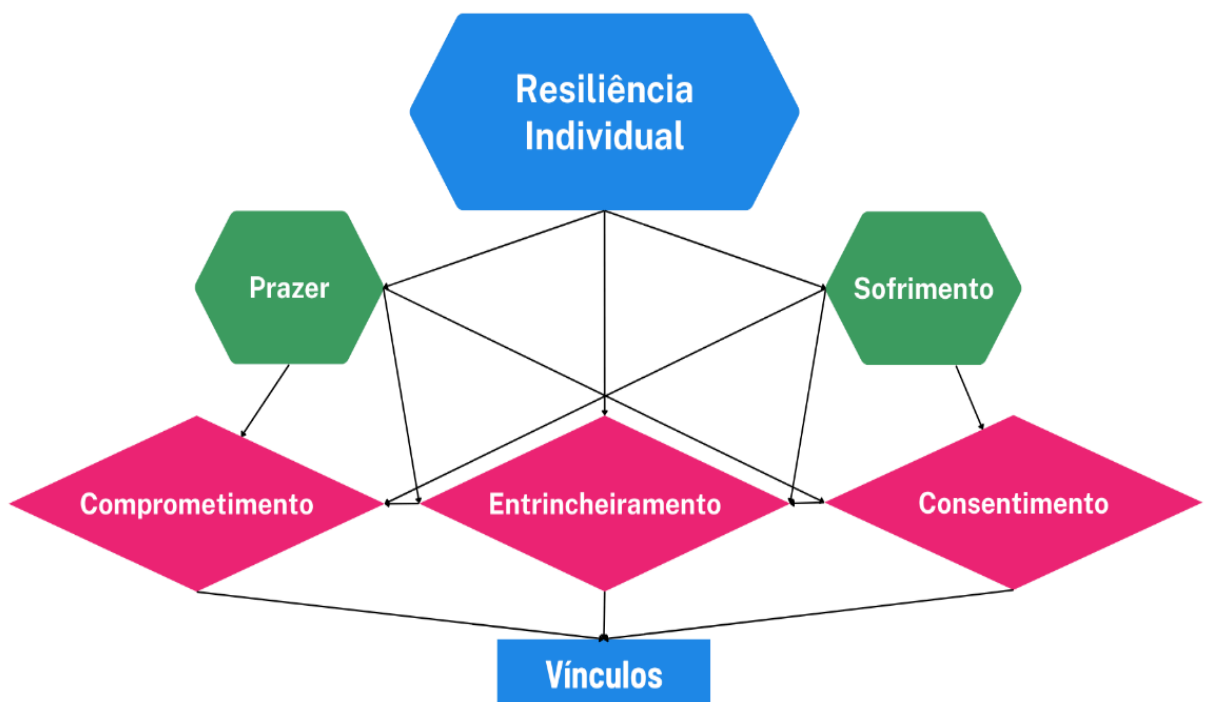 Resiliência
Individual
Prazer
Sofrimento
Comprometimento
Entrincheiramento
Consentimento
Vínculos